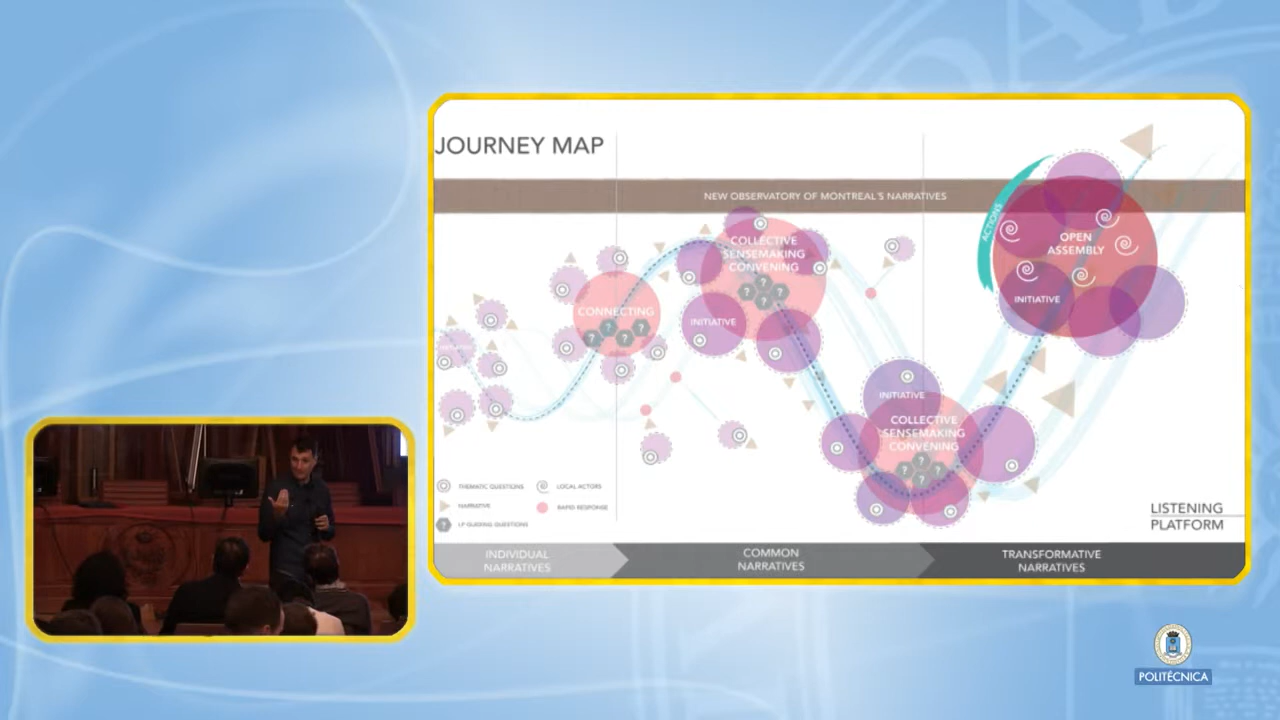 JOURNEY MAP
NEW OBSERVATORY OF MONTREAL'S NARRATIVES
ACTIONS
OPEN
ASSEMBLY
INITIATIVE
COLLECTIVE
SENSEMAKING
CONVENING
? ? ? ?
INITIATIVE
CONNECTING
? ? ? ?
INITIATIVE
COLLECTIVE
SENSEMAKING
CONVENING
? ? ? ?
THEMATIC QUESTIONS
LOCAL ACTORS
NARRATIVE
RAPID RESPONSE
? LP GUIDING QUESTIONS
LISTENING
PLATFORM
INDIVIDUAL
NARRATIVES
COMMON
NARRATIVES
TRANSFORMATIVE
NARRATIVES
POLITÉCNICA